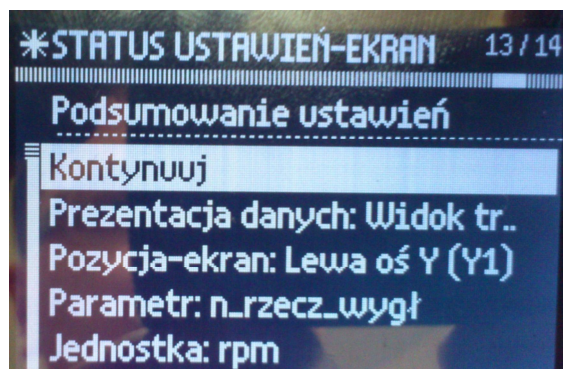 *STATUS USTAWIEŃ-EKRAN 13/14
Podsumowanie ustawień
Kontynuuj
Prezentacja danych: Widok tr..
Pozycja-ekran: Lewa oś Y (Y1)
Parametr: n_rzecz_wygł
Jednostka: rpm